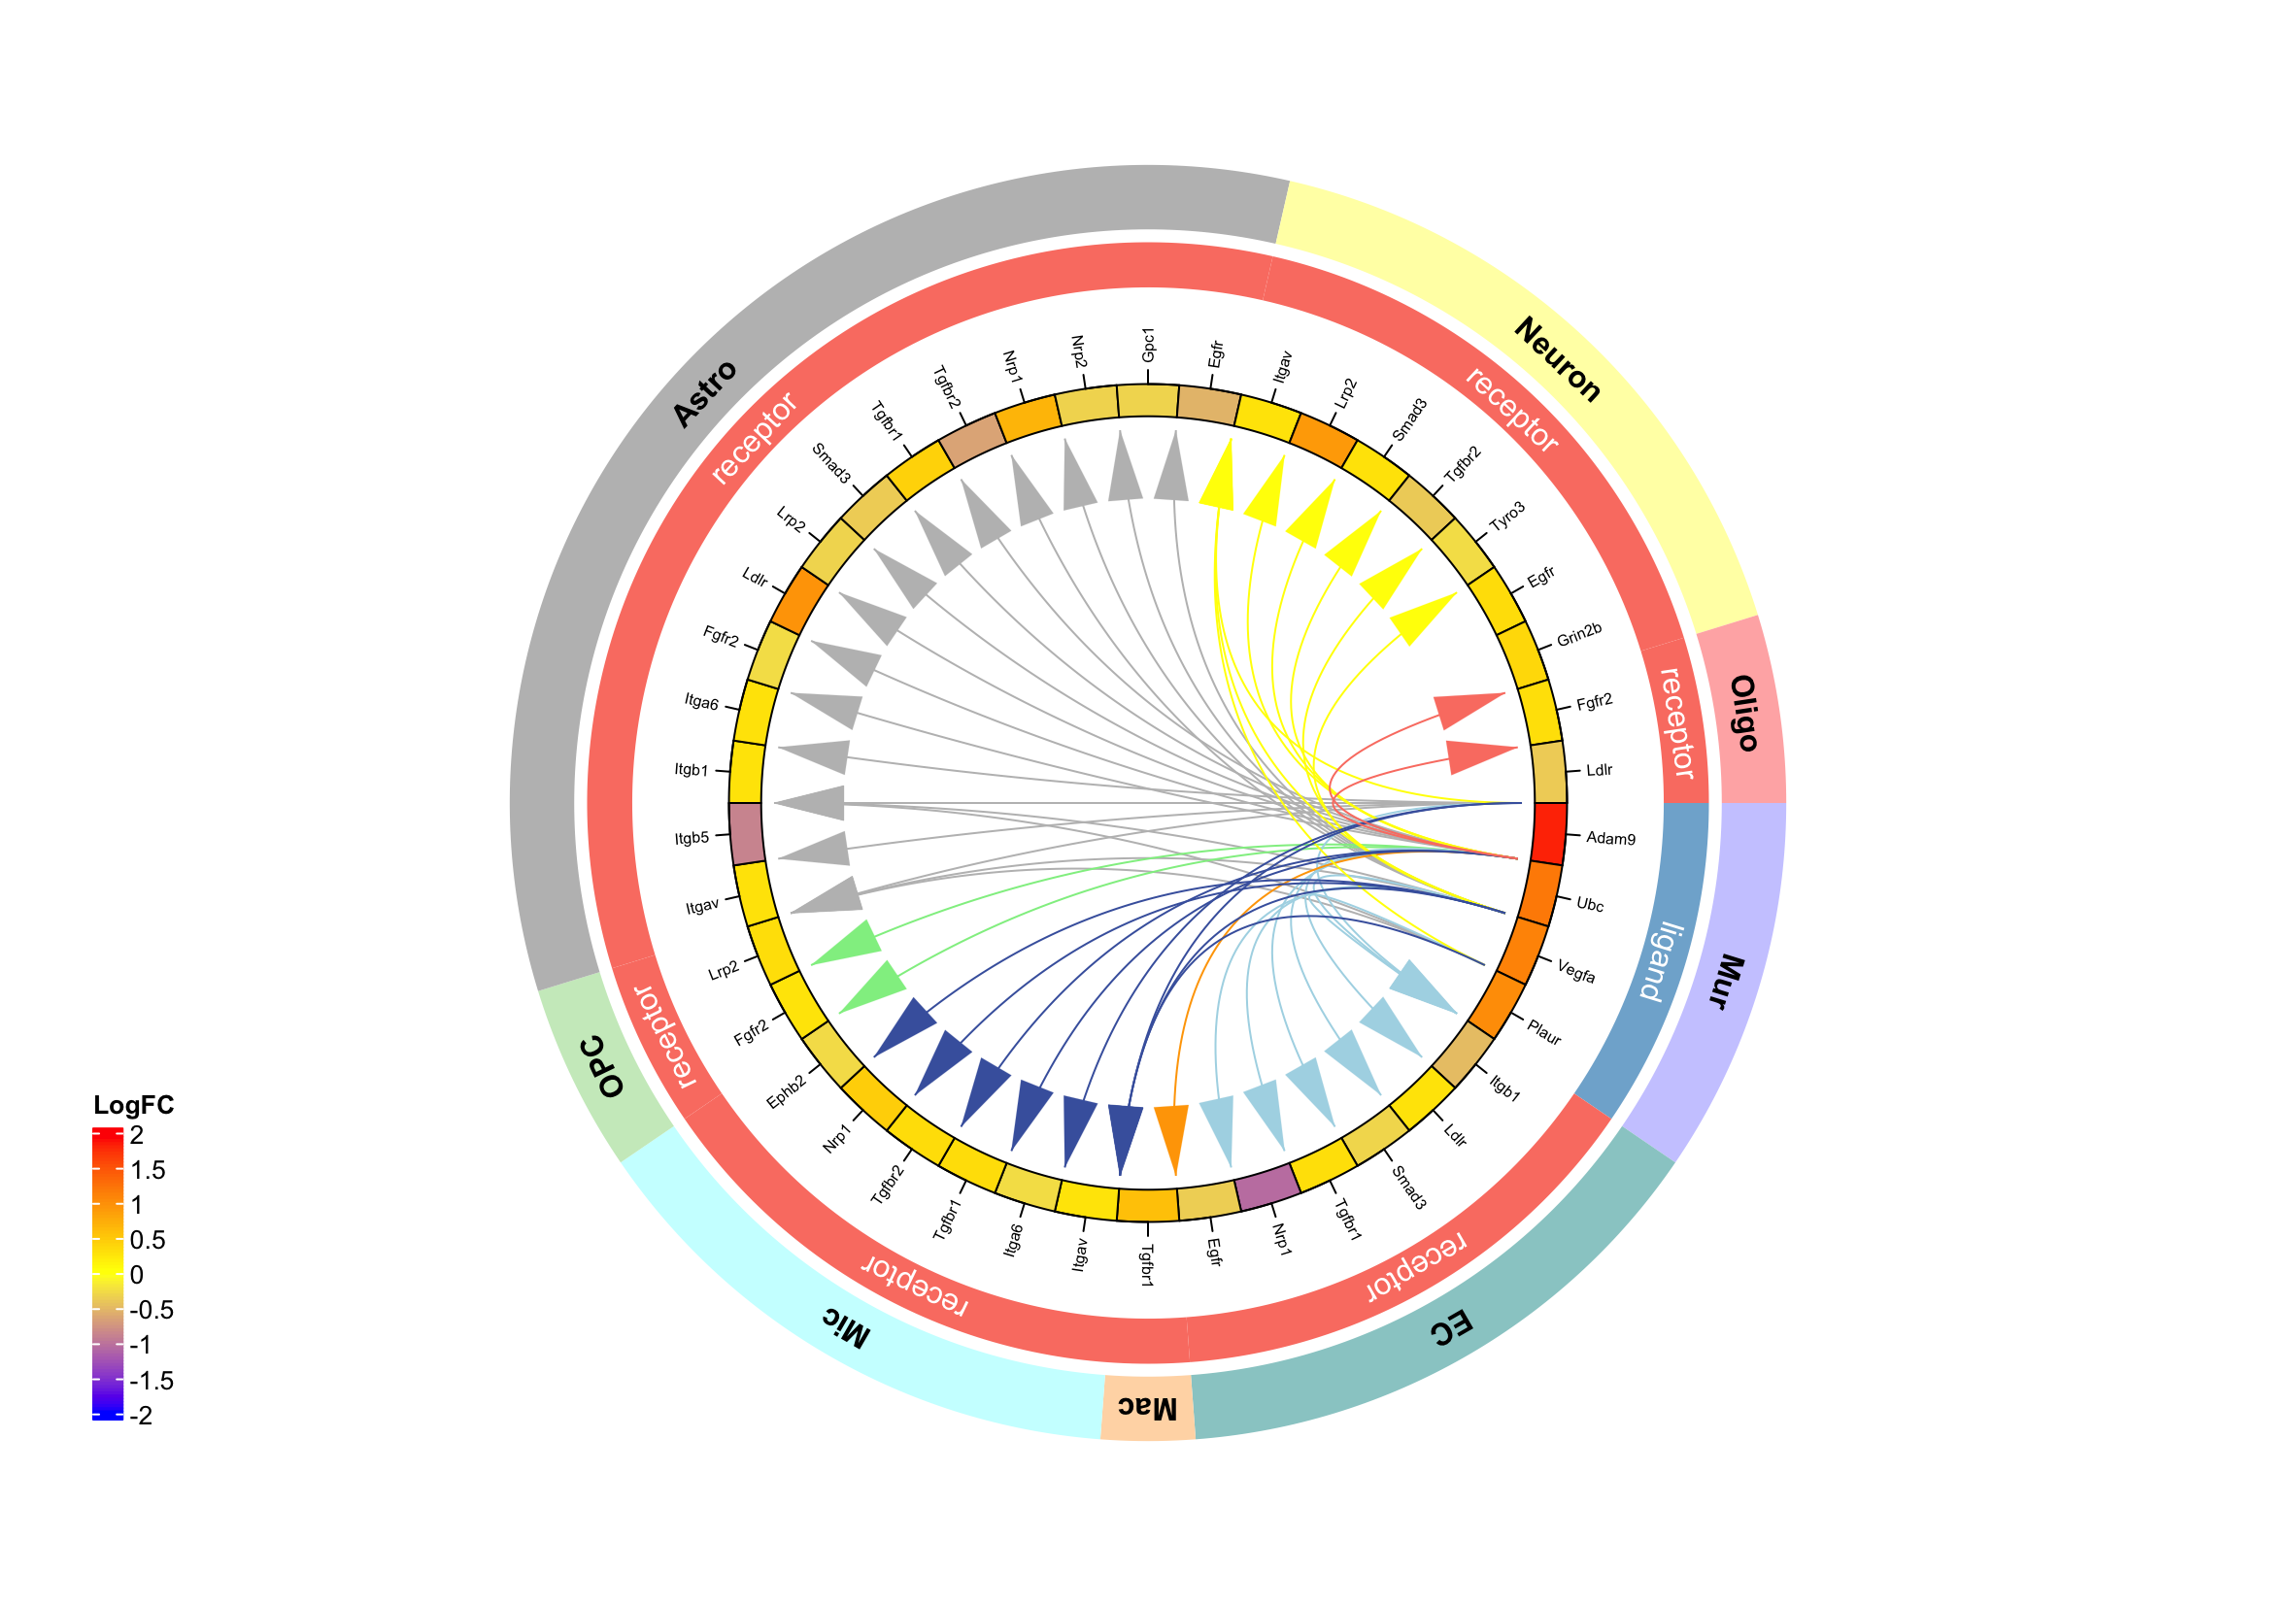 Astro
Neuron
Oligo
Mur
EC
Mac
Mic
OPC
receptor
receptor
receptor
ligand
receptor
receptor
receptor
Gpc1
Egfr
Itgav
Lrp2
Smad3
Tgfbr2
Tyro3
Egfr
Grin2b
Fgfr2
Ldlr
Adam9
Ubc
Vegfa
Plaur
Itgb1
Ldlr
Smad3
Tgfbr1
Nrp1
Egfr
Tgfbr1
Itgav
Itga6
Tgfbr1
Tgfbr2
Nrp1
Ephb2
Fgfr2
Lrp2
Itgav
Itgb5
Itgb1
Itga6
Fgfr2
Ldlr
Lrp2
Smad3
Tgfbr1
Tgfbr2
Nrp1
Nrp2
LogFC
2
1.5
1
0.5
0
-0.5
-1
-1.5
-2